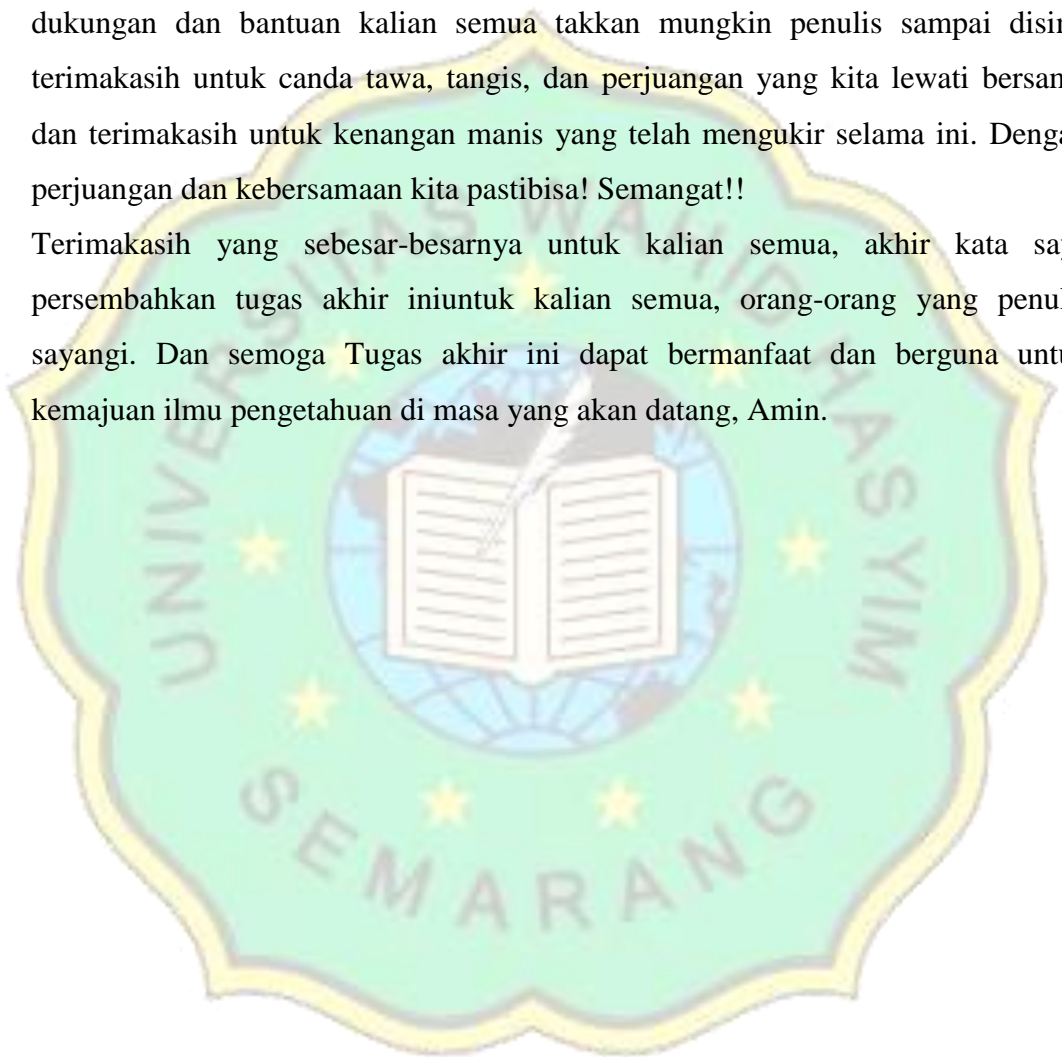 dukungan dan bantuan kalian semua takkan mungkin penulis sampai disin
terimakasih untuk canda tawa, tangis, dan perjuangan yang kita lewati bersam
dan terimakasih untuk kenangan manis yang telah mengukir selama ini. Denga
perjuangan dan kebersamaan kita pastibisa! Semangat!!
Terimakasih yang sebesar-besarnya untuk kalian semua, akhir kata say
persembahkan tugas akhir iniuntuk kalian semua, orang-orang yang penul
sayangi. Dan semoga Tugas akhir ini dapat bermanfaat dan berguna untu
kemajuan ilmu pengetahuan di masa yang akan datang, Amin.
UNIVERSITAS WAHID HASYIM
SEMARANG